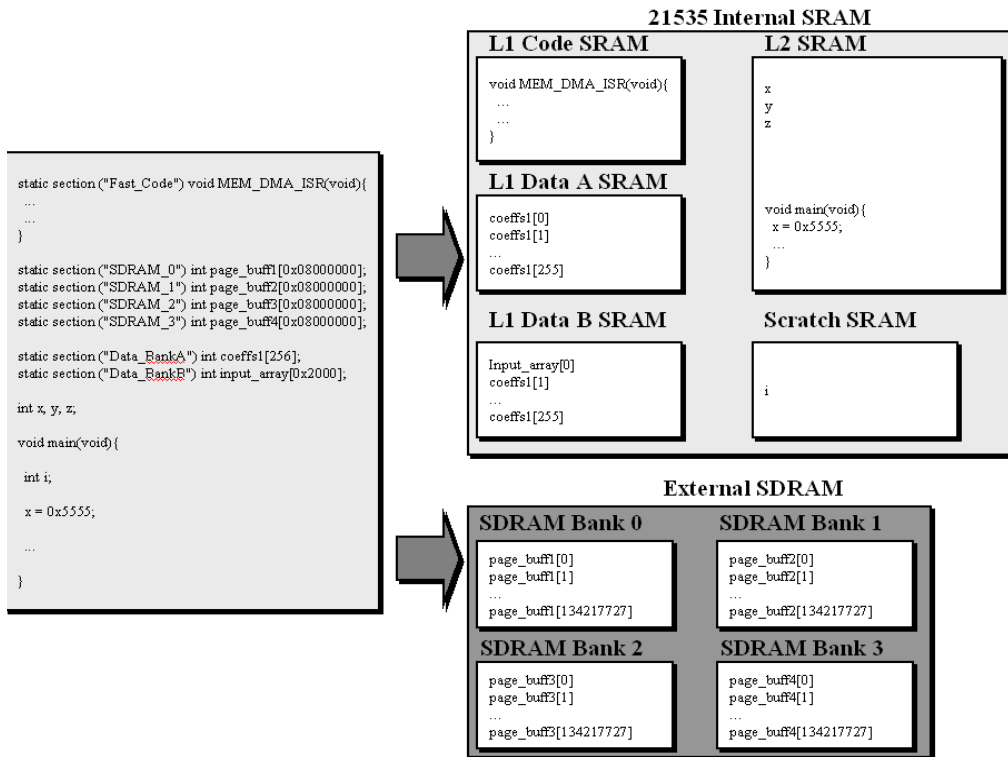 static section ("Fast_Code") void MEM_DMA_ISR(void){
...
...
}
static section ("SDRAM_0") int page_buff1[0x08000000];
static section ("SDRAM_1") int page_buff2[0x08000000];
static section ("SDRAM_2") int page_buff3[0x08000000];
static section ("SDRAM_3") int page_buff4[0x08000000];
static section ("Data_BankA") int coeffs1[256];
static section ("Data_BankB") int input_array[0x2000];
int x, y, z;
void main(void){
int i;
x = 0x5555;
...
}
21535 Internal SRAM
L1 Code SRAM
void MEM_DMA_ISR(void){
...
...
}
L2 SRAM
x
y
z
void main(void){
x = 0x5555;
...
}
L1 Data A SRAM
coeffs1[0]
coeffs1[1]
...
coeffs1[255]
L1 Data B SRAM
Input_array[0]
coeffs1[1]
...
coeffs1[255]
Scratch SRAM
i
External SDRAM
SDRAM Bank 0
page_buff1[0]
page_buff1[1]
...
page_buff1[134217727]
SDRAM Bank 1
page_buff2[0]
page_buff2[1]
...
page_buff2[134217727]
SDRAM Bank 2
page_buff3[0]
page_buff3[1]
...
page_buff3[134217727]
SDRAM Bank 3
page_buff4[0]
page_buff4[1]
...
page_buff4[134217727]